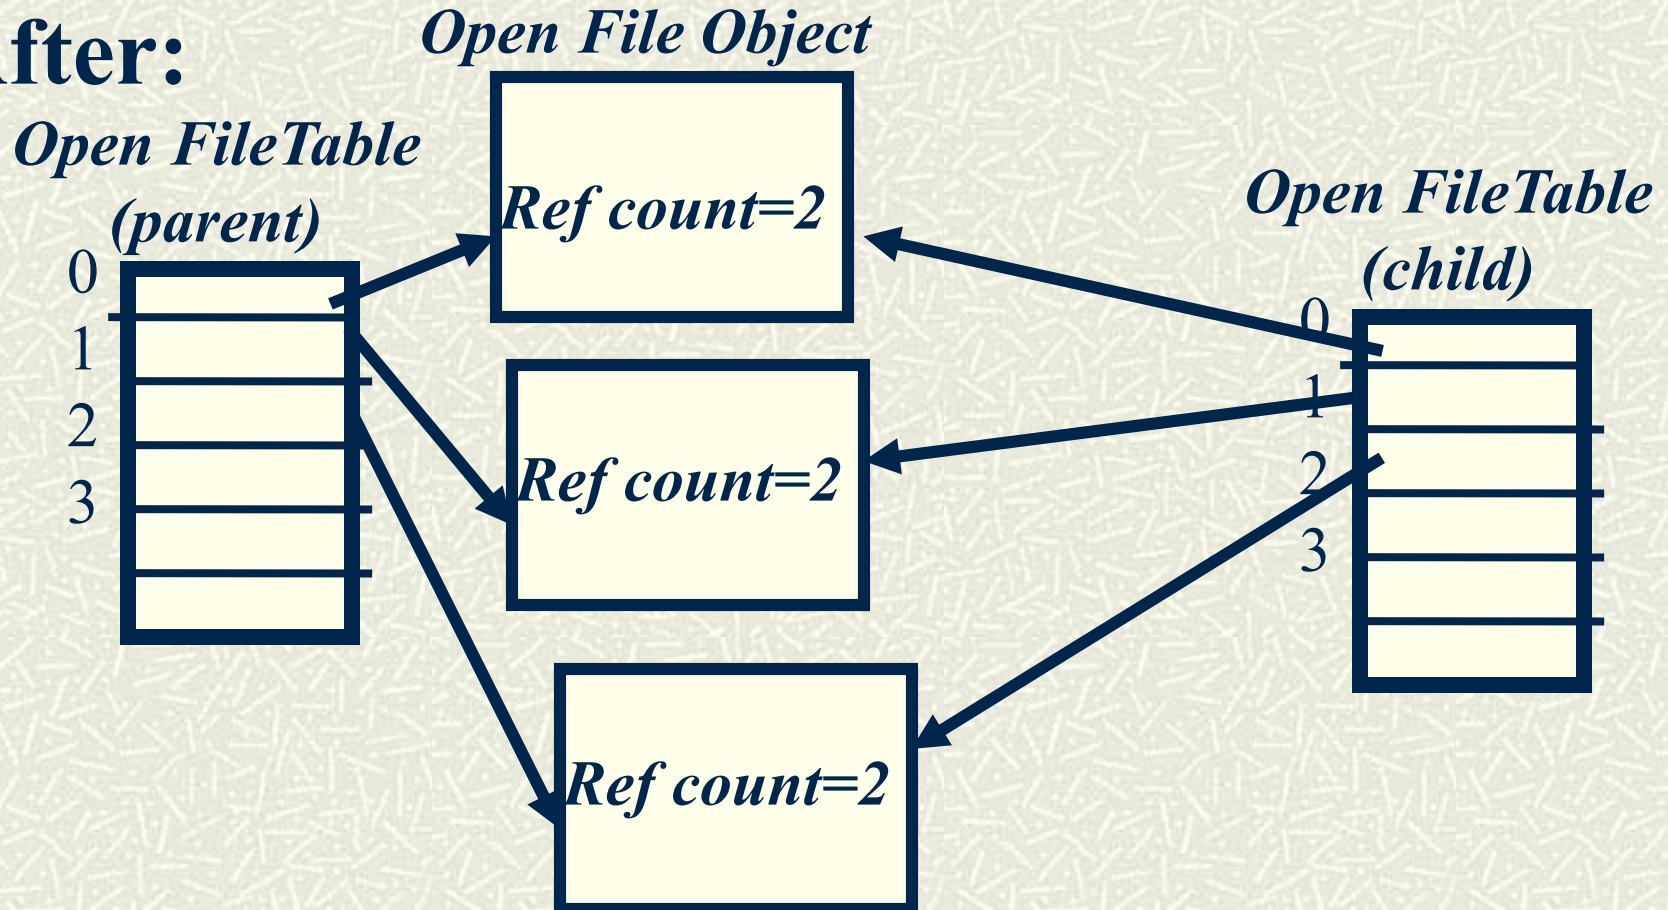 fter:
Open File Object
Open FileTable
(parent)
0
1
2
3
Ref count=2
Ref count=2
Ref count=2
Open FileTable
(child)
0
1
2
3